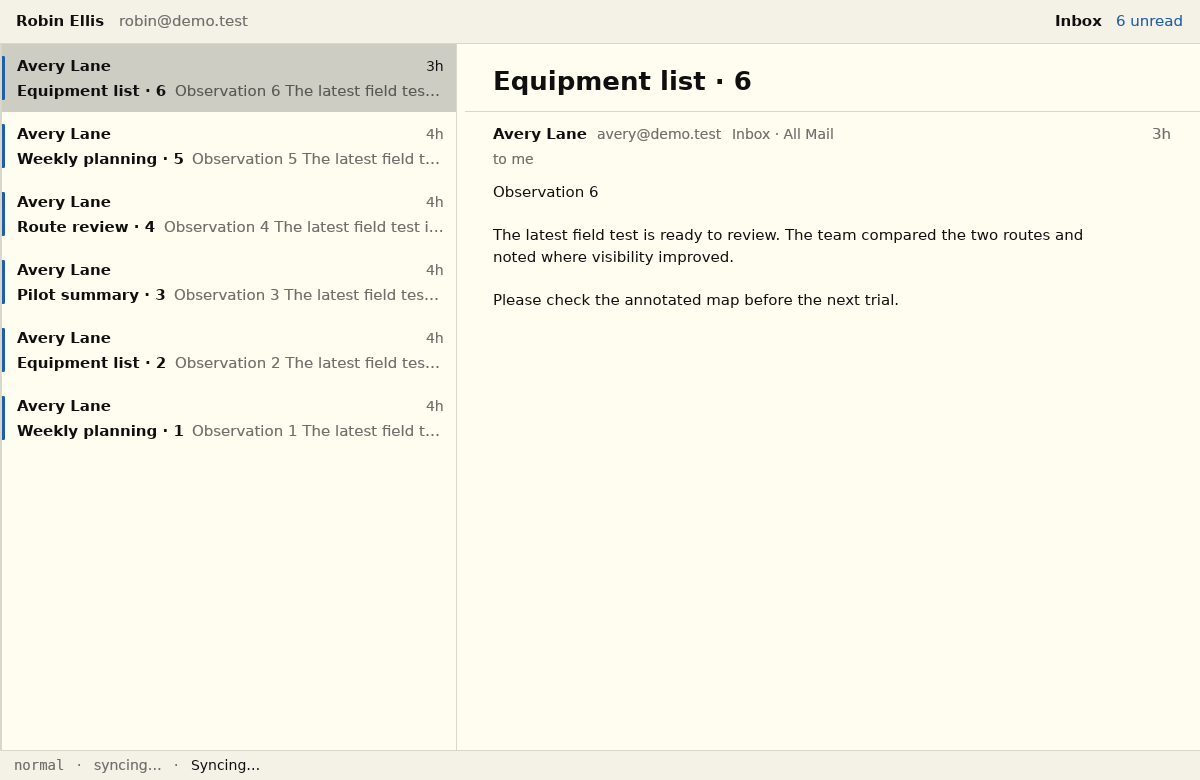 Robin Ellis robin@demo.test
Inbox 6 unread
Avery Lane 3h
Equipment list · 6 Observation 6 The latest field tes…
Avery Lane 4h
Weekly planning · 5 Observation 5 The latest field t…
Avery Lane 4h
Route review · 4 Observation 4 The latest field test i…
Avery Lane 4h
Pilot summary · 3 Observation 3 The latest field tes…
Avery Lane 4h
Equipment list · 2 Observation 2 The latest field tes…
Avery Lane 4h
Weekly planning · 1 Observation 1 The latest field t…
Equipment list · 6
Avery Lane avery@demo.test Inbox · All Mail 3h
to me
Observation 6
The latest field test is ready to review. The team compared the two routes and
noted where visibility improved.
Please check the annotated map before the next trial.
normal · syncing… · Syncing…